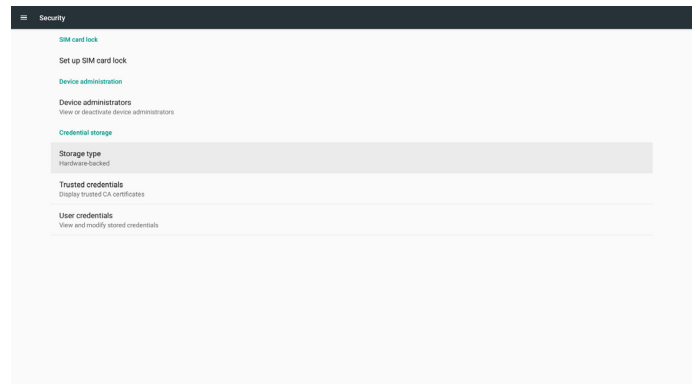 Security
SIM card lock
Set up SIM card lock
Device administration
Device administrators
View or deactivate device administrators
Credential storage
Storage type
Hardware-backed
Trusted credentials
Display trusted CA certificates
User credentials
View and modify stored credentials